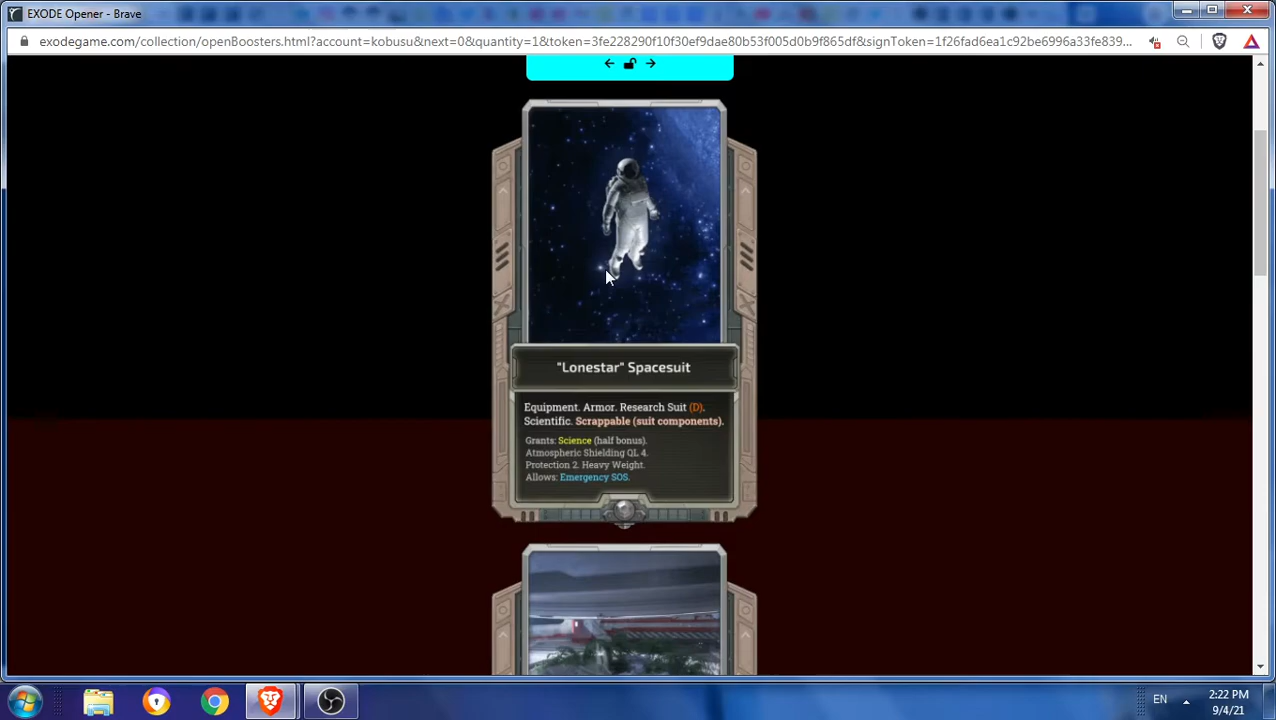 EXODE Opener - Brave
exodegame.com/collection/openBoosters.html?account=kobusu&next=0&quantity=1&token=3fe228290f10f30ef9dae80b53f005d0b9f865df&signToken=1f26fad6ea1c92be6996a33fe839...
"Lonestar" Spacesuit
Equipment. Armor. Research Suit (D).
Scientific. Scrappable (suit components).
Grants: Science (half bonus).
Atmospheric Shielding QL 4.
Protection 2. Heavy Weight.
Allows: Emergency SOS.
EN
2:22 PM
9/4/21